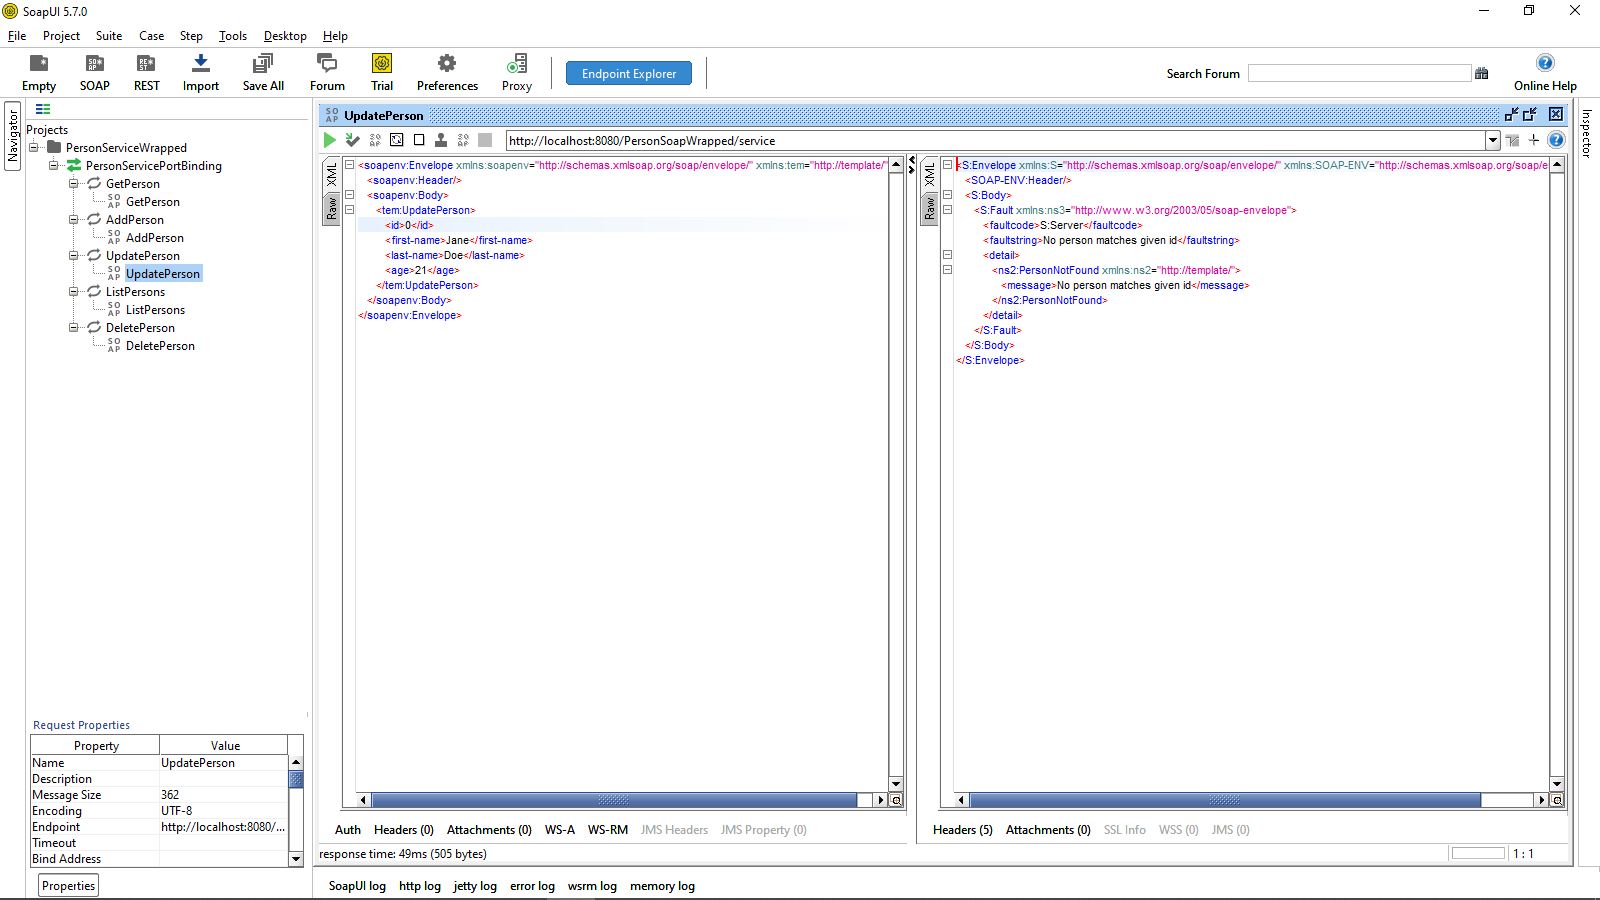 SoapUI 5.7.0
File Project Suite Case Step Tools Desktop Help
Empty SOAP REST Import Save All Forum Trial Preferences Proxy
Endpoint Explorer
Search Forum
Online Help
Navigator
Projects
PersonServiceWrapped
PersonServicePortBinding
GetPerson
GetPerson
AddPerson
AddPerson
UpdatePerson
UpdatePerson
ListPersons
ListPersons
DeletePerson
DeletePerson
Request Properties
Property Value
Name UpdatePerson
Description
Message Size 362
Encoding UTF-8
Endpoint http://localhost:8080/...
Timeout
Bind Address
Properties
UpdatePerson
http://localhost:8080/PersonSoapWrapped/service
XML
Raw
<soapenv:Envelope xmlns:soapenv="http://schemas.xmlsoap.org/soap/envelope/" xmlns:tem="http://template/"
<soapenv:Header/>
<soapenv:Body>
<tem:UpdatePerson>
<id>0</id>
<first-name>Jane</first-name>
<last-name>Doe</last-name>
<age>21</age>
</tem:UpdatePerson>
</soapenv:Body>
</soapenv:Envelope>
Auth Headers (0) Attachments (0) WS-A WS-RM JMS Headers JMS Property (0)
XML
Raw
<S:Envelope xmlns:S="http://schemas.xmlsoap.org/soap/envelope/" xmlns:SOAP-ENV="http://schemas.xmlsoap.org/soap/e
<SOAP-ENV:Header/>
<S:Body>
<S:Fault xmlns:ns3="http://www.w3.org/2003/05/soap-envelope">
<faultcode>S:Server</faultcode>
<faultstring>No person matches given id</faultstring>
<detail>
<ns2:PersonNotFound xmlns:ns2="http://template/">
<message>No person matches given id</message>
</ns2:PersonNotFound>
</detail>
</S:Fault>
</S:Body>
</S:Envelope>
Headers (5) Attachments (0) SSL Info WSS (0) JMS (0)
response time: 49ms (505 bytes)
1 : 1
SoapUI log http log jetty log error log wsrm log memory log
Inspector